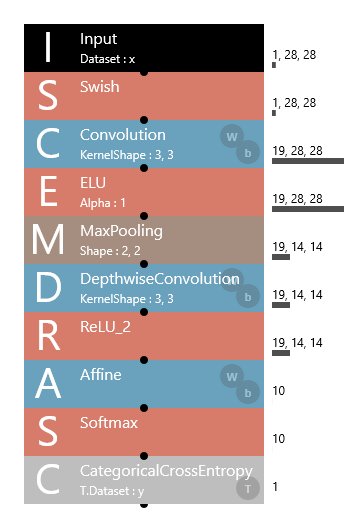 I Input 1, 28, 28
Dataset : x
S Swish 1, 28, 28
C Convolution W b 19, 28, 28
KernelShape : 3, 3
E ELU 19, 28, 28
Alpha : 1
M MaxPooling 19, 14, 14
Shape : 2, 2
D DepthwiseConvolution W b 19, 14, 14
KernelShape : 3, 3
R ReLU_2 19, 14, 14
A Affine W b 10
S Softmax 10
C CategoricalCrossEntropy 1
T.Dataset : y T